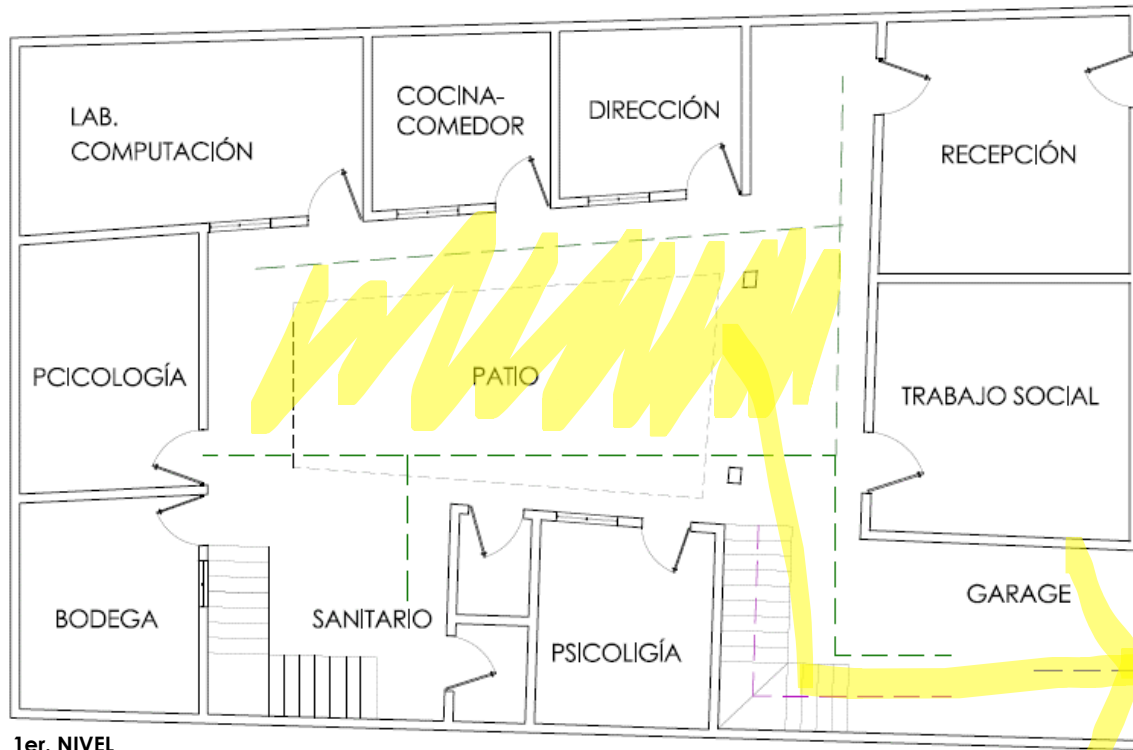 LAB.
COMPUTACIÓN
COCINA-
COMEDOR
DIRECCIÓN
RECEPCIÓN
PCICOLOGÍA
PATIO
TRABAJO SOCIAL
BODEGA
SANITARIO
PSICOLIGÍA
GARAGE
1er. NIVEL